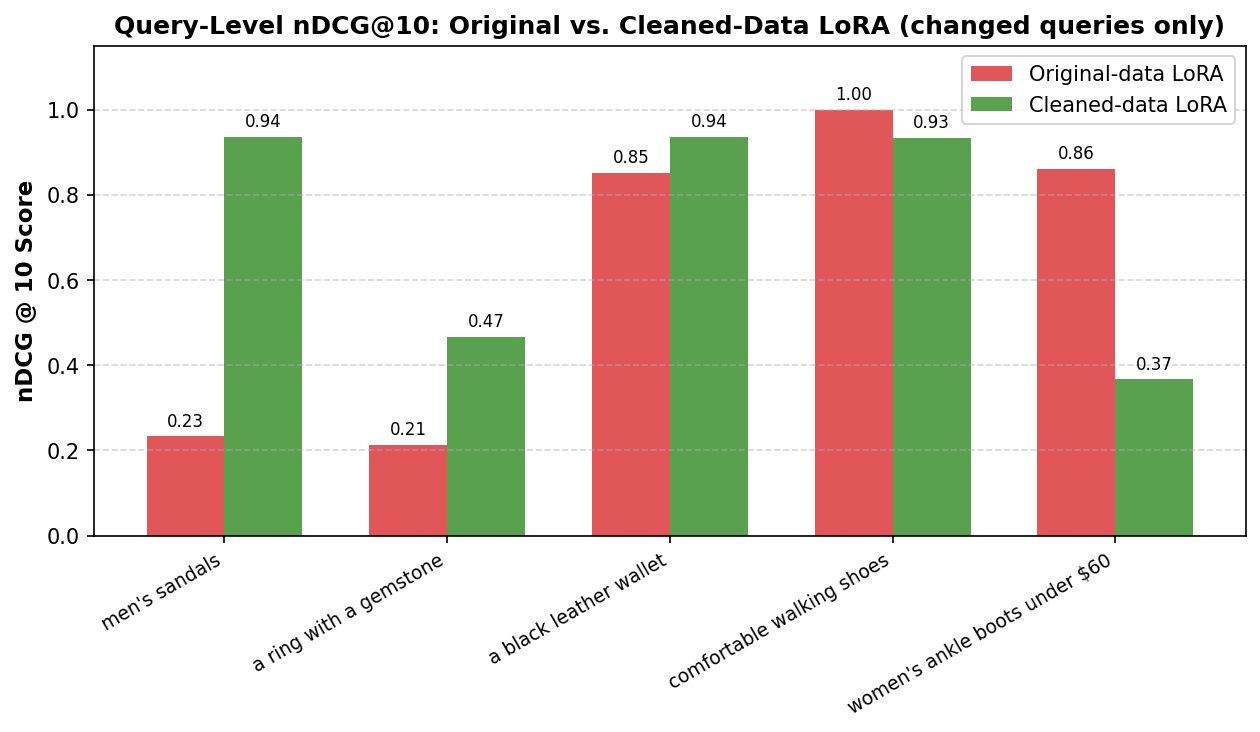 Query-Level nDCG@10: Original vs. Cleaned-Data LoRA (changed queries only)
Original-data LoRA
Cleaned-data LoRA
nDCG @ 10 Score
1.0
0.8
0.6
0.4
0.2
0.0
0.23
0.94
0.21
0.47
0.85
0.94
1.00
0.93
0.86
0.37
men's sandals
a ring with a gemstone
a black leather wallet
comfortable walking shoes
women's ankle boots under $60